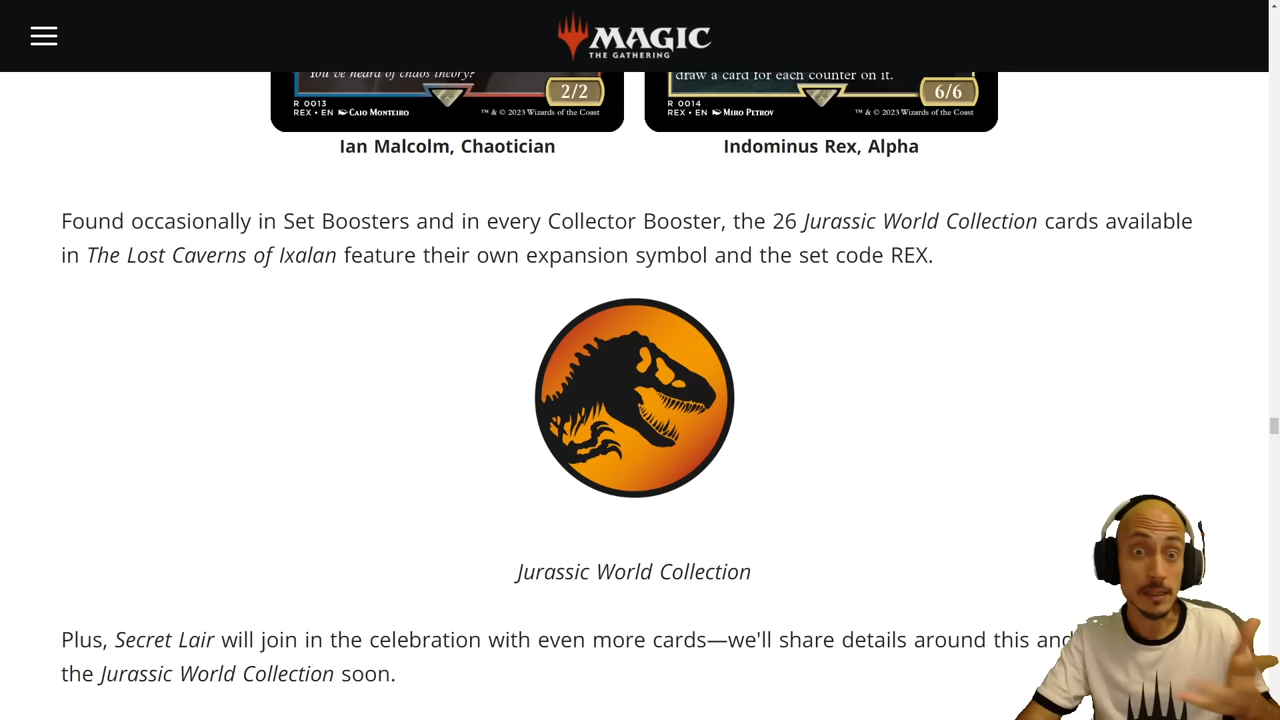 MAGIC
THE GATHERING
You've heard of chaos theory?
draw a card for each counter on it.
2/2
6/6
R 0013
REX • EN Caio Monteiro
™ & © 2023 Wizards of the Coast
R 0014
REX • EN Miro Petrov
™ & © 2023 Wizards of the Coast
Ian Malcolm, Chaotician
Indominus Rex, Alpha
Found occasionally in Set Boosters and in every Collector Booster, the 26 Jurassic World Collection cards available
in The Lost Caverns of Ixalan feature their own expansion symbol and the set code REX.
Jurassic World Collection
Plus, Secret Lair will join in the celebration with even more cards—we'll share details around this and
the Jurassic World Collection soon.